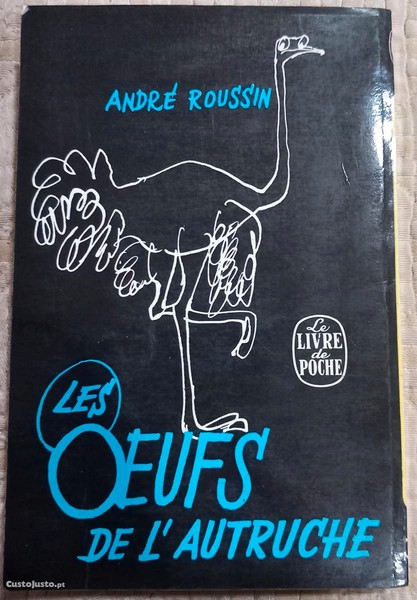 ANDRÉ ROUSSIN
Le
LIVRE
de
POCHE
LES
OEUFS
DE L'AUTRUCHE
CustoJusto.pt